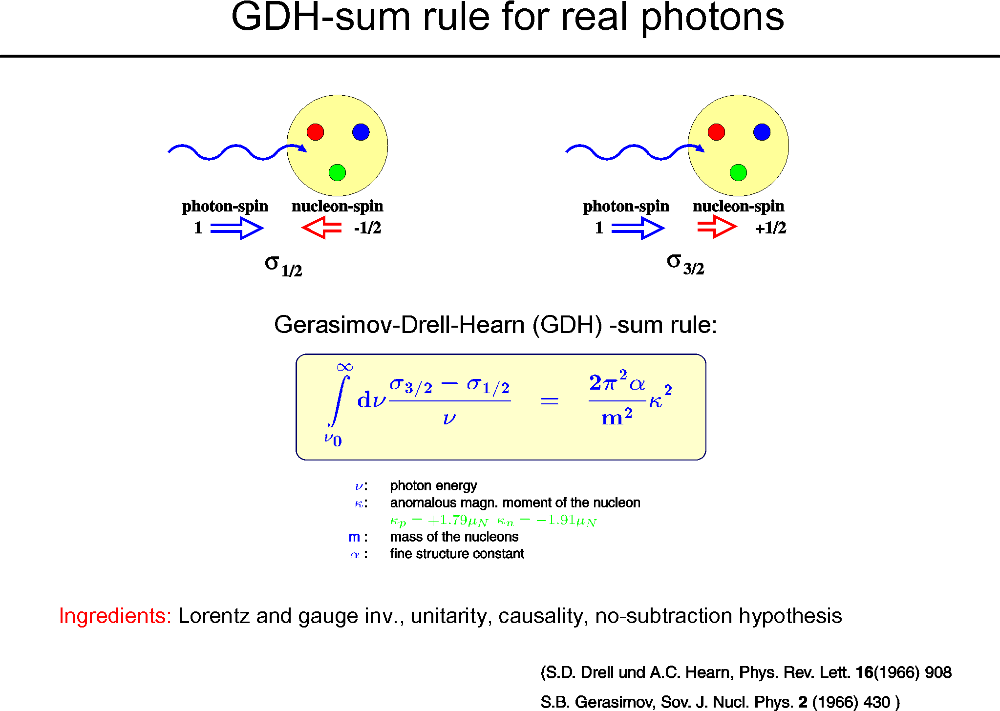 GDH-sum rule for real photons
photon-spin nucleon-spin
1 -1/2
σ1/2
photon-spin nucleon-spin
1 +1/2
σ3/2
Gerasimov-Drell-Hearn (GDH) -sum rule:
∫_{ν0}^{∞} dν (σ3/2 − σ1/2)/ν = (2π²α/m²) κ²
ν: photon energy
κ: anomalous magn. moment of the nucleon
κp = +1.79μN κn = −1.91μN
m : mass of the nucleons
α : fine structure constant
Ingredients: Lorentz and gauge inv., unitarity, causality, no-subtraction hypothesis
(S.D. Drell und A.C. Hearn, Phys. Rev. Lett. 16(1966) 908
S.B. Gerasimov, Sov. J. Nucl. Phys. 2 (1966) 430 )